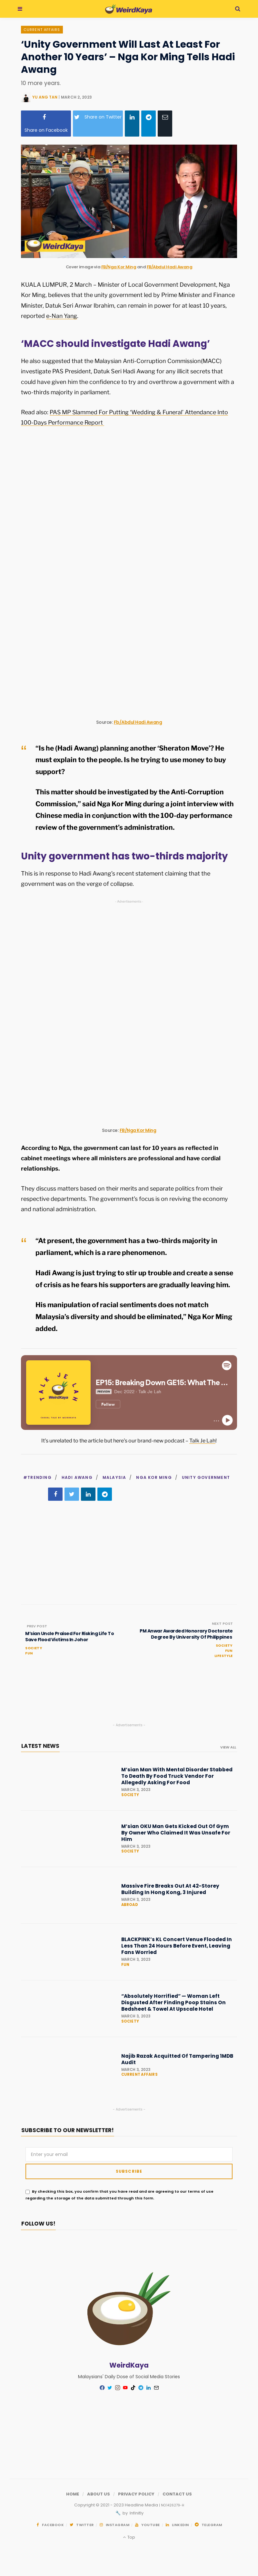 WeirdKaya
CURRENT AFFAIRS
‘Unity Government Will Last At Least For
Another 10 Years’ – Nga Kor Ming Tells Hadi
Awang
10 more years.
MARCH 2, 2023
Share on Facebook
Share on Twitter
WeirdKaya
Cover image via FB/Nga Kor Ming and FB/Abdul Hadi Awang
KUALA LUMPUR, 2 March – Minister of Local Government Development, Nga
Kor Ming, believes that the unity government led by Prime Minister and Finance
Minister, Datuk Seri Anwar Ibrahim, can remain in power for at least 10 years,
reported e-Nan Yang.
‘MACC should investigate Hadi Awang’
He also suggested that the Malaysian Anti-Corruption Commission(MACC)
investigate PAS President, Datuk Seri Hadi Awang for any illicit assets that
could have given him the confidence to try and overthrow a government with a
two-thirds majority in parliament.
Read also: PAS MP Slammed For Putting ‘Wedding & Funeral’ Attendance Into
100-Days Performance Report
Source: Fb/Abdul Hadi Awang
“Is he (Hadi Awang) planning another ‘Sheraton Move’? He
must explain to the people. Is he trying to use money to buy
support?
This matter should be investigated by the Anti-Corruption
Commission,” said Nga Kor Ming during a joint interview with
Chinese media in conjunction with the 100-day performance
review of the government’s administration.
Unity government has two-thirds majority
This is in response to Hadi Awang’s recent statement claiming that the
government was on the verge of collapse.
- Advertisements -
Source: FB/Nga Kor Ming
According to Nga, the government can last for 10 years as reflected in
cabinet meetings where all ministers are professional and have cordial
relationships.
They discuss matters based on their merits and separate politics from their
respective departments. The government’s focus is on reviving the economy
and national administration.
“At present, the government has a two-thirds majority in
parliament, which is a rare phenomenon.
Hadi Awang is just trying to stir up trouble and create a sense
of crisis as he fears his supporters are gradually leaving him.
His manipulation of racial sentiments does not match
Malaysia’s diversity and should be eliminated,” Nga Kor Ming
added.
TALK JE LAH
EP15: Breaking Down GE15: What The ...
PREVIEW Dec 2022 - Talk Je Lah
Follow
It’s unrelated to the article but here’s our brand-new podcast – Talk Je Lah!
#TRENDING / HADI AWANG / MALAYSIA / NGA KOR MING / UNITY GOVERNMENT
PREV POST
M’sian Uncle Praised For Risking Life To
Save Flood Victims In Johor
SOCIETY
FUN
NEXT POST
PM Anwar Awarded Honorary Doctorate
Degree By University Of Philippines
SOCIETY
FUN
LIFESTYLE
- Advertisements -
LATEST NEWS
VIEW ALL
M’sian Man With Mental Disorder Stabbed
To Death By Food Truck Vendor For
Allegedly Asking For Food
MARCH 3, 2023
SOCIETY
M’sian OKU Man Gets Kicked Out Of Gym
By Owner Who Claimed It Was Unsafe For
Him
MARCH 3, 2023
SOCIETY
Massive Fire Breaks Out At 42-Storey
Building In Hong Kong, 3 Injured
MARCH 3, 2023
ABROAD
BLACKPINK’s KL Concert Venue Flooded In
Less Than 24 Hours Before Event, Leaving
Fans Worried
MARCH 3, 2023
FUN
“Absolutely Horrified” — Woman Left
Disgusted After Finding Poop Stains On
Bedsheet & Towel At Upscale Hotel
MARCH 3, 2023
SOCIETY
Najib Razak Acquitted Of Tampering 1MDB
Audit
MARCH 3, 2023
CURRENT AFFAIRS
- Advertisements -
SUBSCRIBE TO OUR NEWSLETTER!
Enter your email
SUBSCRIBE
By checking this box, you confirm that you have read and are agreeing to our terms of use
regarding the storage of the data submitted through this form.
FOLLOW US!
WeirdKaya
Malaysians' Daily Dose of Social Media Stories
HOME / ABOUT US / PRIVACY POLICY / CONTACT US
Copyright © 2021 - 2023 Headliner Media
by Infinity
FACEBOOK TWITTER INSTAGRAM YOUTUBE LINKEDIN TELEGRAM
Top